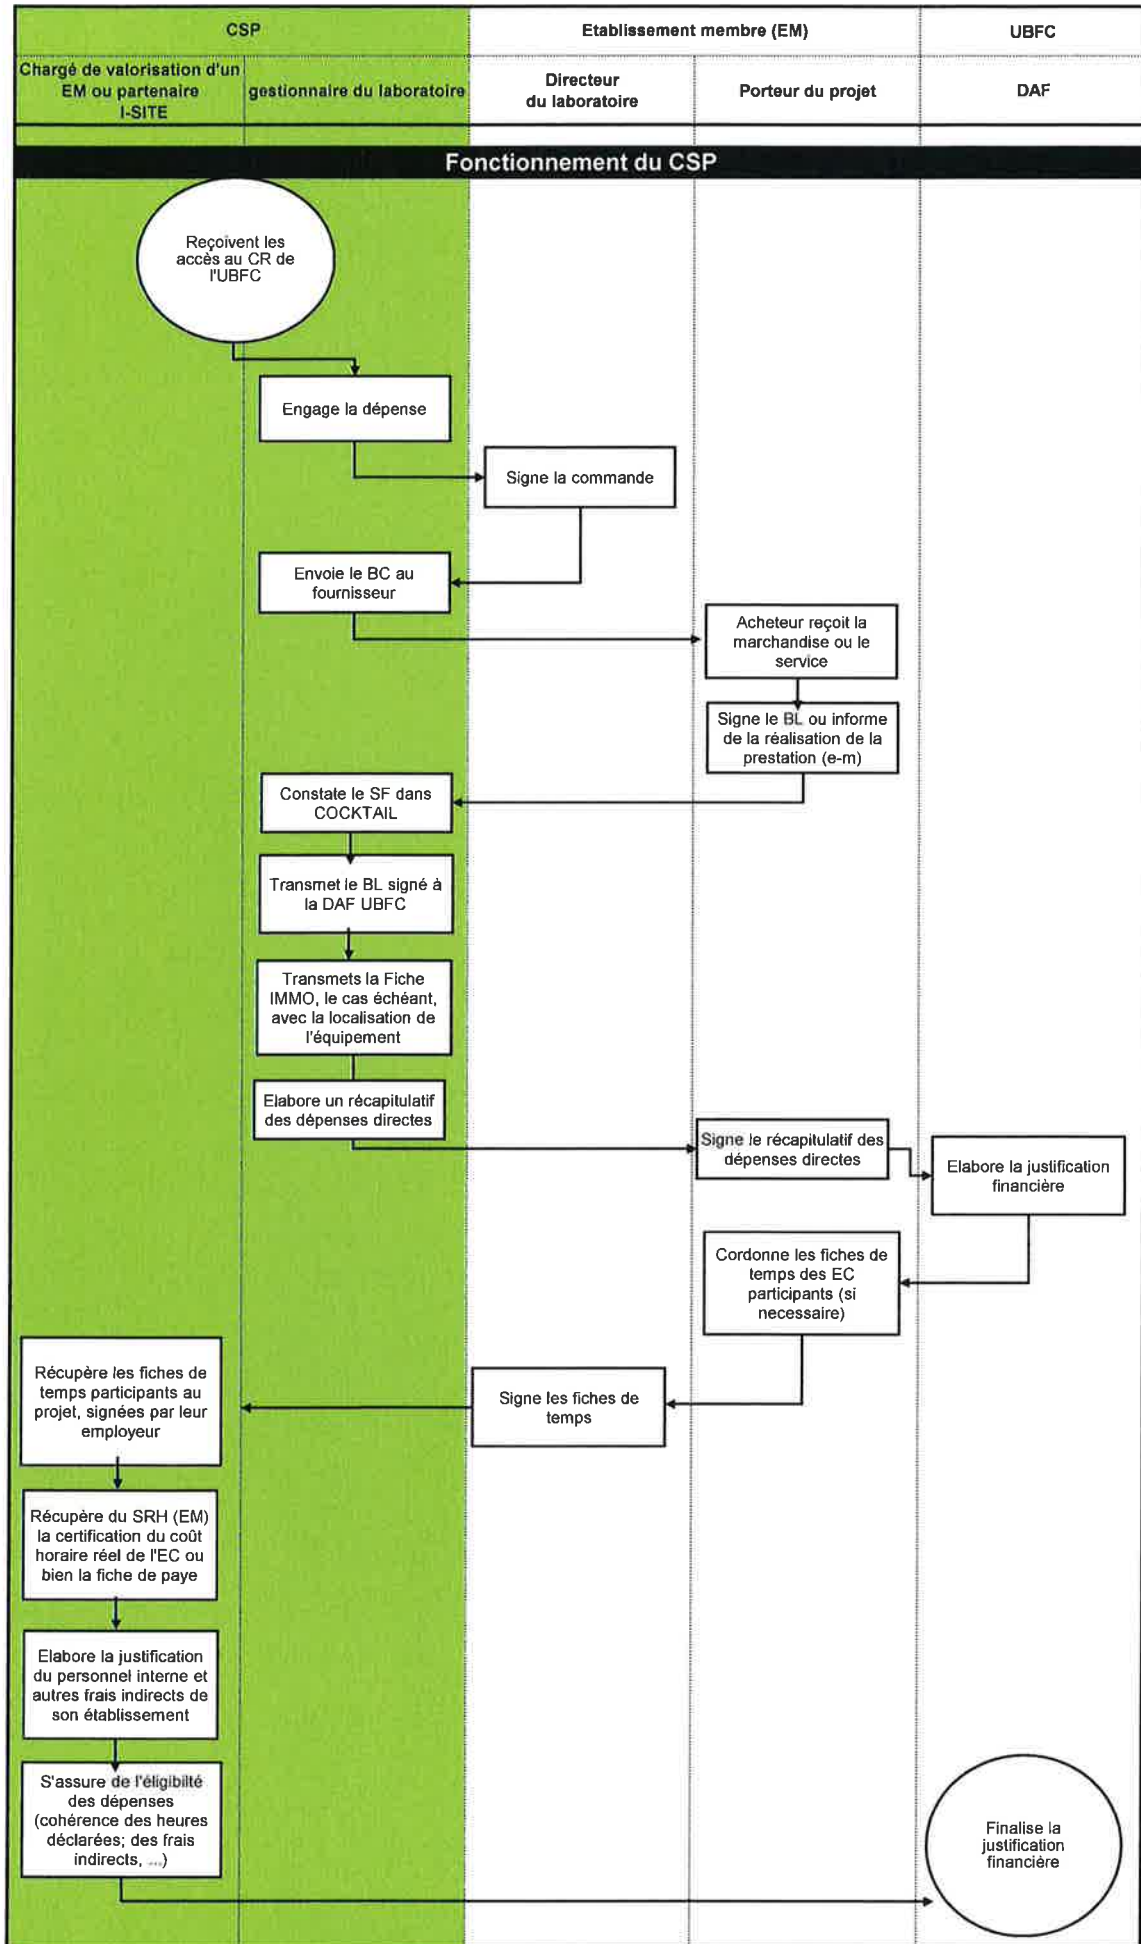 CSP
Etablissement membre (EM)
UBFC
Chargé de valorisation d'un
EM ou partenaire
I-SITE
gestionnaire du laboratoire
Directeur
du laboratoire
Porteur du projet
DAF
Fonctionnement du CSP
Reçoivent les
accès au CR de
l'UBFC
Engage la dépense
Signe la commande
Envoie le BC au
fournisseur
Acheteur reçoit la
marchandise ou le
service
Signe le BL ou informe
de la réalisation de la
prestation (e-m)
Constate le SF dans
COCKTAIL
Transmet le BL signé à
la DAF UBFC
Transmets la Fiche
IMMO, le cas échéant,
avec la localisation de
l'équipement
Elabore un récapitulatif
des dépenses directes
Signe le récapitulatif des
dépenses directes
Elabore la justification
financière
Cordonne les fiches de
temps des EC
participants (si
necessaire)
Signe les fiches de
temps
Récupère les fiches de
temps participants au
projet, signées par leur
employeur
Récupère du SRH (EM)
la certification du coût
horaire réel de l'EC ou
bien la fiche de paye
Elabore la justification
du personnel interne et
autres frais indirects de
son établissement
S'assure de l'éligibilté
des dépenses
(cohérence des heures
déclarées; des frais
indirects, ...)
Finalise la
justification
financière